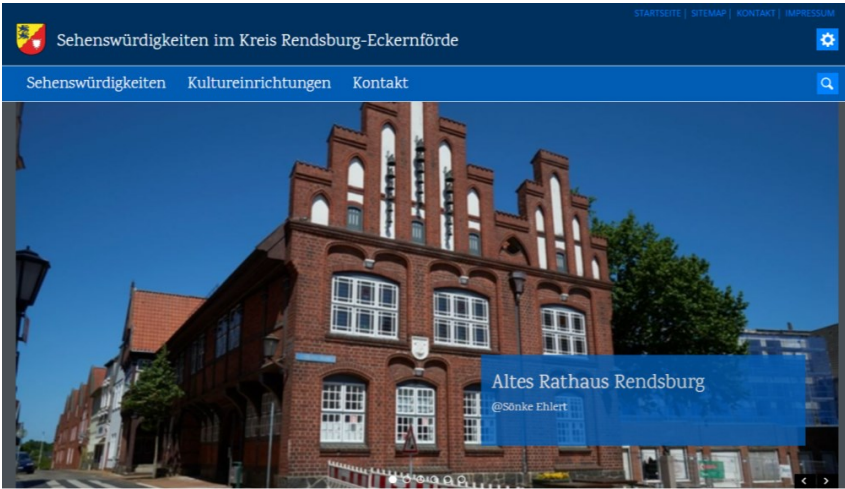 STARTSEITE | SITEMAP | KONTAKT | IMPRESSUM
Sehenswürdigkeiten im Kreis Rendsburg-Eckernförde
Sehenswürdigkeiten Kultureinrichtungen Kontakt
Altes Rathaus Rendsburg
@Sönke Ehlert